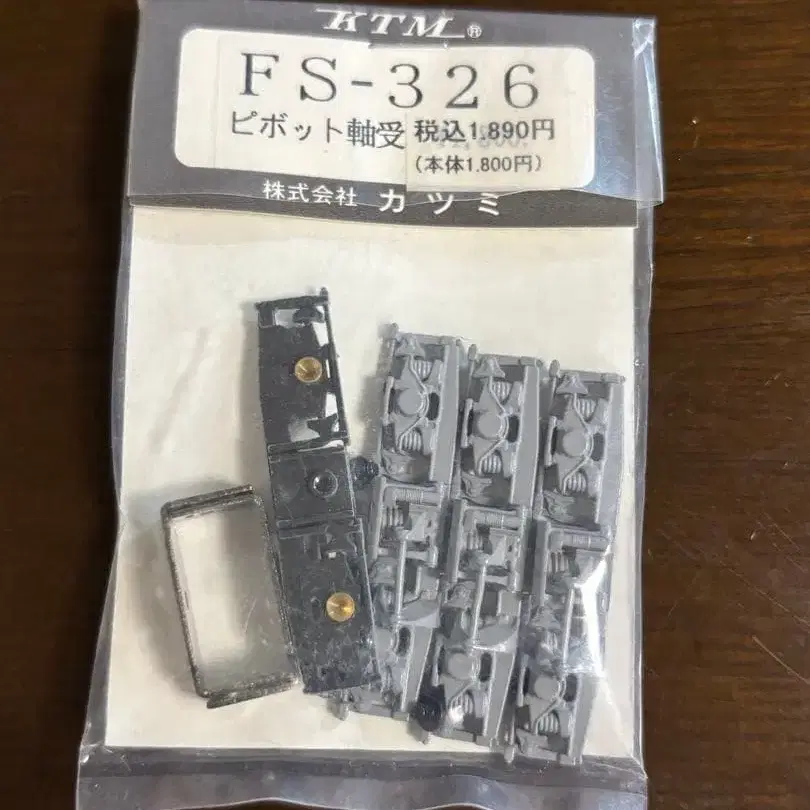 KTM®
FS-326
ピボット軸受 税込1,890円
(本体1.800円)
株式会社 カツミ